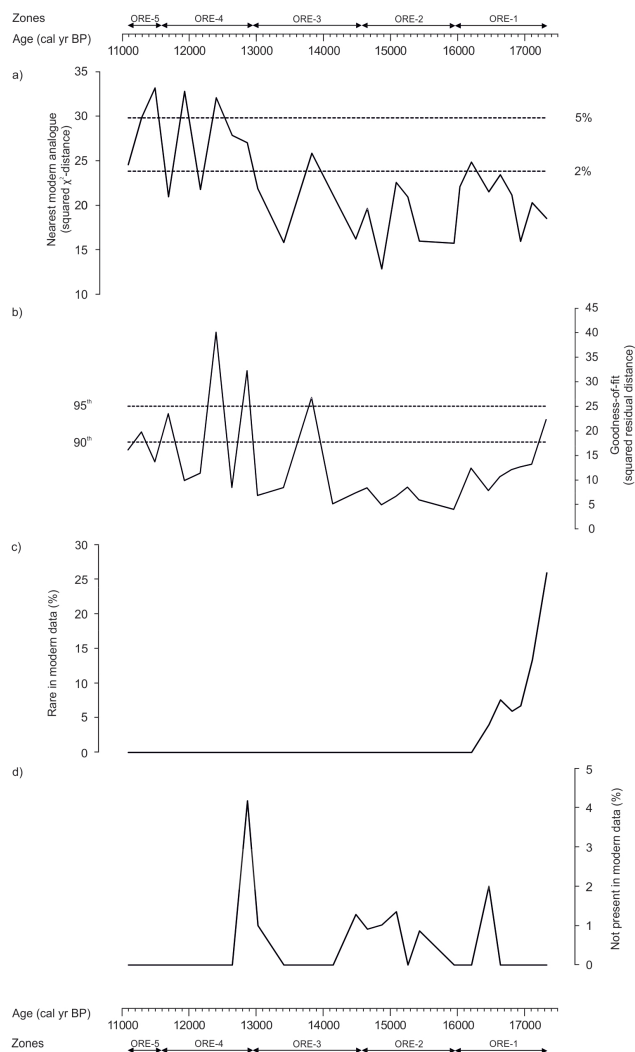 Zones ORE-5 ORE-4 ORE-3 ORE-2 ORE-1
Age (cal yr BP)
11000 12000 13000 14000 15000 16000 17000
a)
35
30
25
20
15
10
Nearest modern analogue
(squared χ²-distance)
5%
2%
b)
95th
90th
45
40
35
30
25
20
15
10
5
0
Goodness-of-fit
(squared residual distance)
c)
30
25
20
15
10
5
0
Rare in modern data (%)
d)
5
4
3
2
1
0
Not present in modern data (%)
Age (cal yr BP)
11000 12000 13000 14000 15000 16000 17000
Zones ORE-5 ORE-4 ORE-3 ORE-2 ORE-1